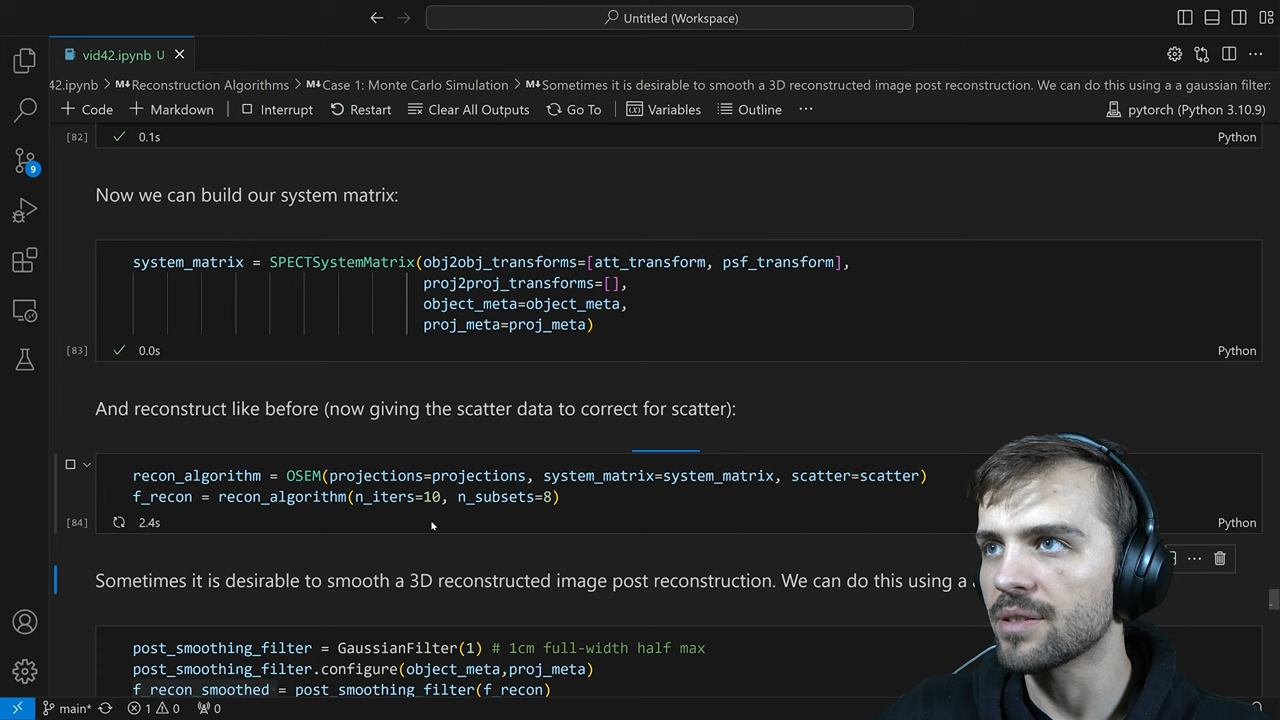 Untitled (Workspace)
vid42.ipynb U
42.ipynb > Reconstruction Algorithms > Case 1: Monte Carlo Simulation > Sometimes it is desirable to smooth a 3D reconstructed image post reconstruction. We can do this using a a gaussian filter:
+ Code + Markdown Interrupt Restart Clear All Outputs Go To Variables Outline ... pytorch (Python 3.10.9)
[82] 0.1s Python
Now we can build our system matrix:
system_matrix = SPECTSystemMatrix(obj2obj_transforms=[att_transform, psf_transform],
proj2proj_transforms=[],
object_meta=object_meta,
proj_meta=proj_meta)
[83] 0.0s Python
And reconstruct like before (now giving the scatter data to correct for scatter):
recon_algorithm = OSEM(projections=projections, system_matrix=system_matrix, scatter=scatter)
f_recon = recon_algorithm(n_iters=10, n_subsets=8)
[84] 2.4s Python
Sometimes it is desirable to smooth a 3D reconstructed image post reconstruction. We can do this using a
post_smoothing_filter = GaussianFilter(1) # 1cm full-width half max
post_smoothing_filter.configure(object_meta,proj_meta)
f_recon_smoothed = post_smoothing_filter(f_recon)
9
main* 1 0 0